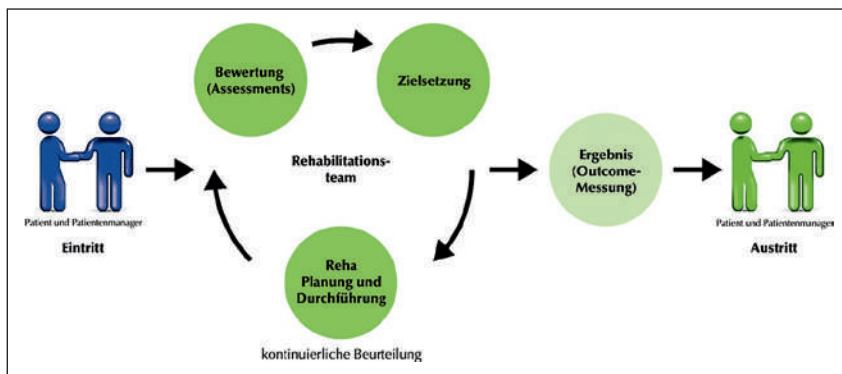 Bewertung
(Assessments)
Zielsetzung
Rehabilitations-
team
Ergebnis
(Outcome-
Messung)
Patient und Patientenmanager
Eintritt
Patient und Patientenmanager
Austritt
Reha
Planung und
Durchführung
kontinuierliche Beurteilung